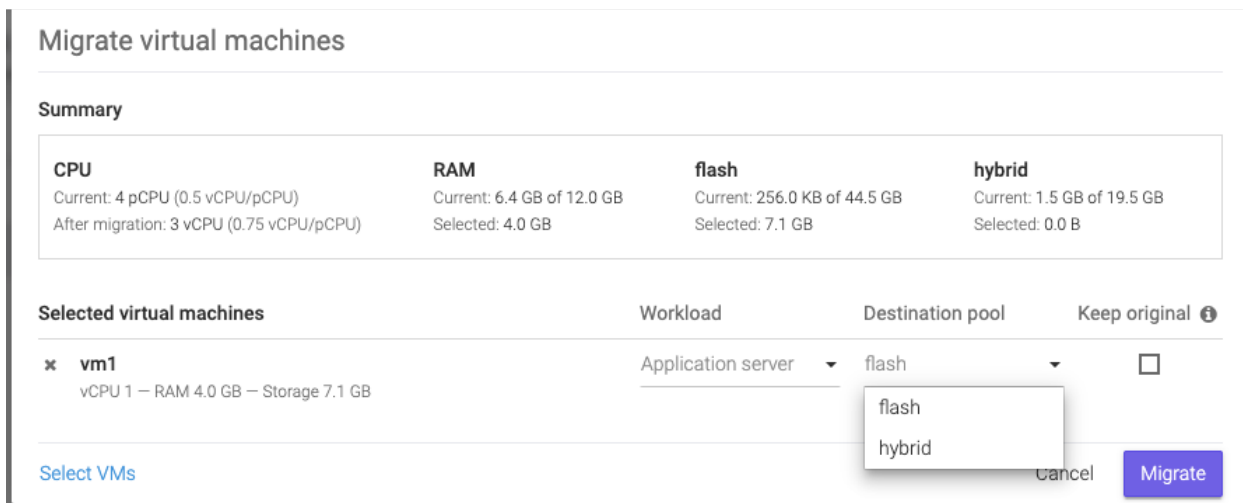 Migrate virtual machines
Summary
CPU
Current: 4 pCPU (0.5 vCPU/pCPU)
After migration: 3 vCPU (0.75 vCPU/pCPU)
RAM
Current: 6.4 GB of 12.0 GB
Selected: 4.0 GB
flash
Current: 256.0 KB of 44.5 GB
Selected: 7.1 GB
hybrid
Current: 1.5 GB of 19.5 GB
Selected: 0.0 B
Selected virtual machines Workload Destination pool Keep original
vm1 Application server flash
vCPU 1 — RAM 4.0 GB — Storage 7.1 GB
flash
hybrid
Select VMs Cancel Migrate